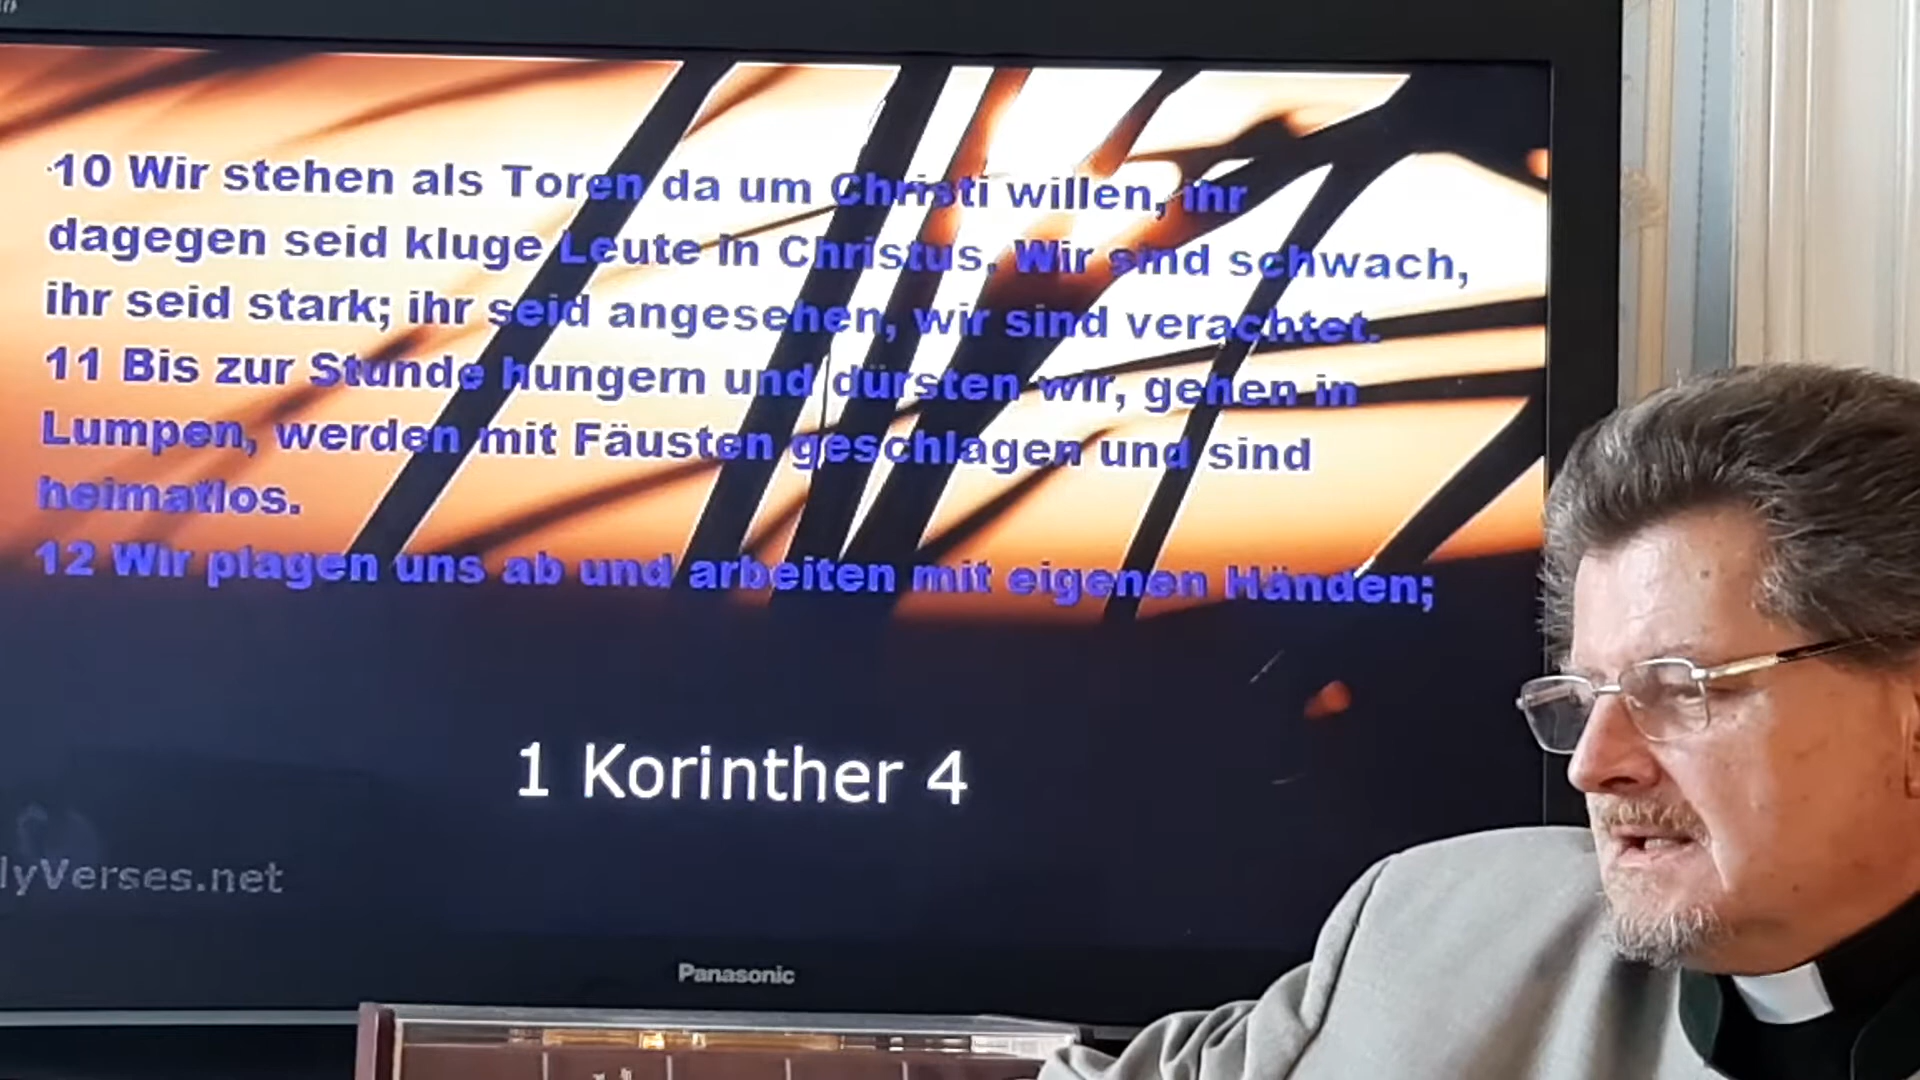 10 Wir stehen als Toren da um Christi willen, ihr
dagegen seid kluge Leute in Christus. Wir sind schwach,
ihr seid stark; ihr seid angesehen, wir sind verachtet.
11 Bis zur Stunde hungern und dürsten wir, gehen in
Lumpen, werden mit Fäusten geschlagen und sind
heimatlos.
12 Wir plagen uns ab und arbeiten mit eigenen Händen;
1 Korinther 4
lyVerses.net
Panasonic